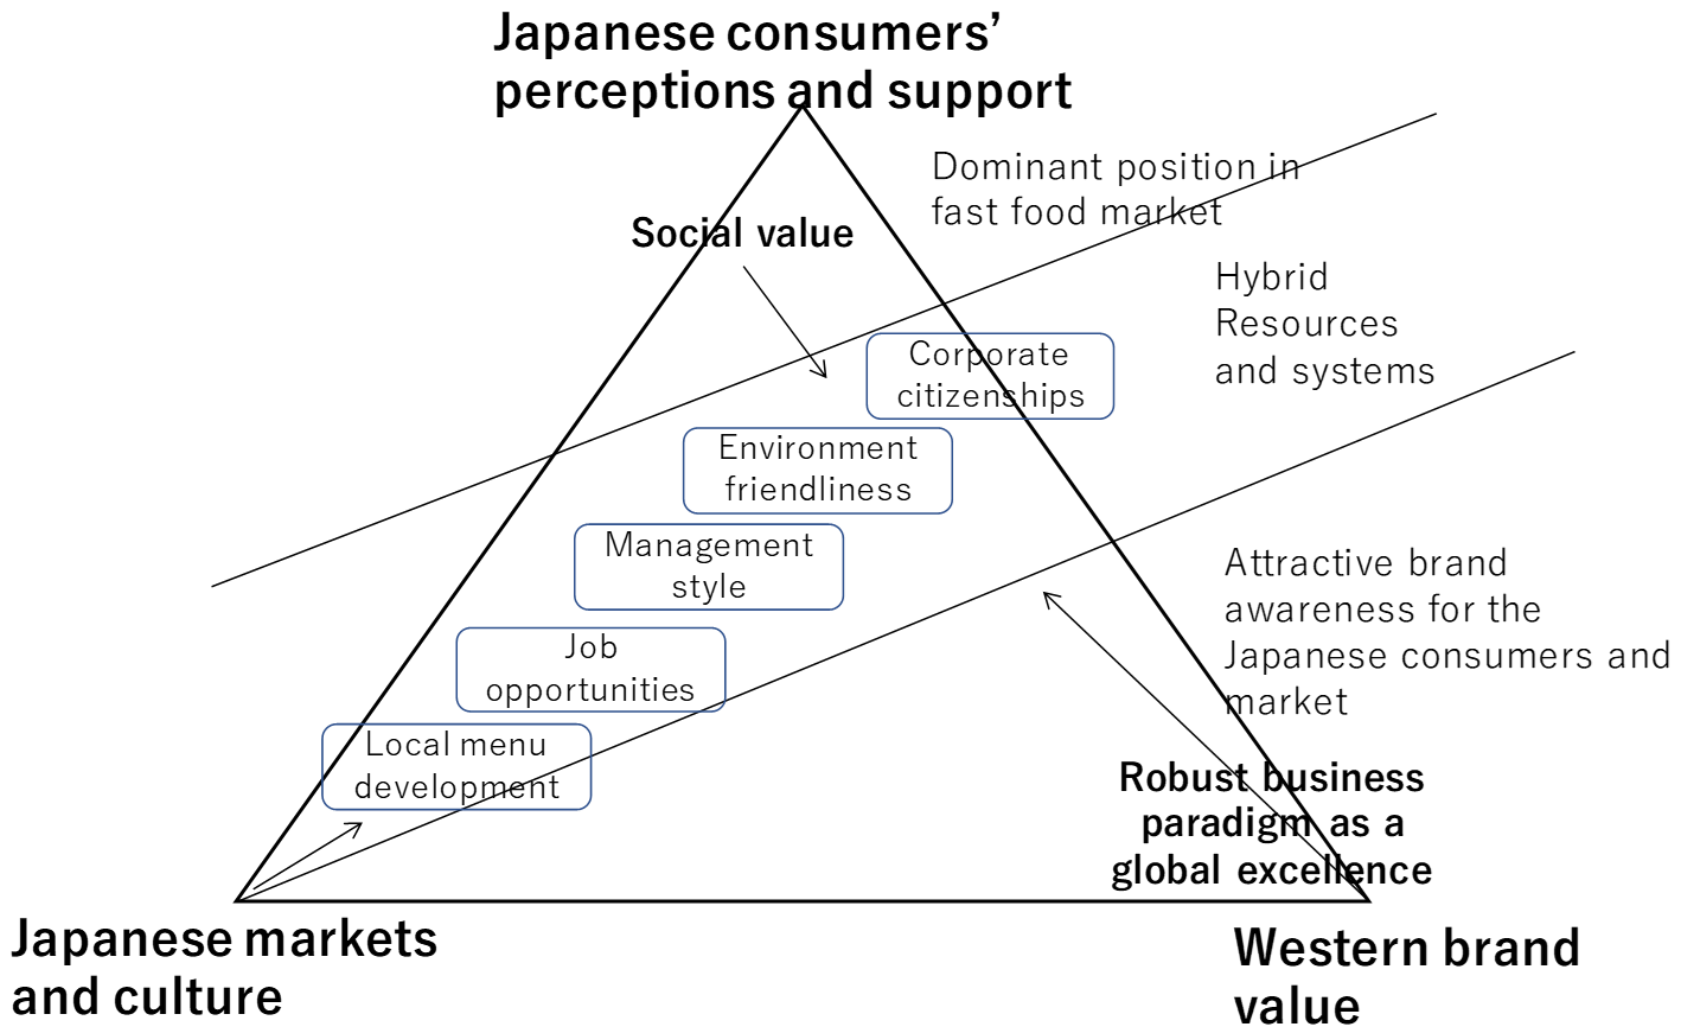 Japanese consumers’
perceptions and support
Dominant position in
fast food market
Social value
Hybrid
Resources
and systems
Corporate
citizenships
Environment
friendliness
Management
style
Attractive brand
awareness for the
Japanese consumers and
market
Job
opportunities
Local menu
development
Robust business
paradigm as a
global excellence
Japanese markets
and culture
Western brand
value